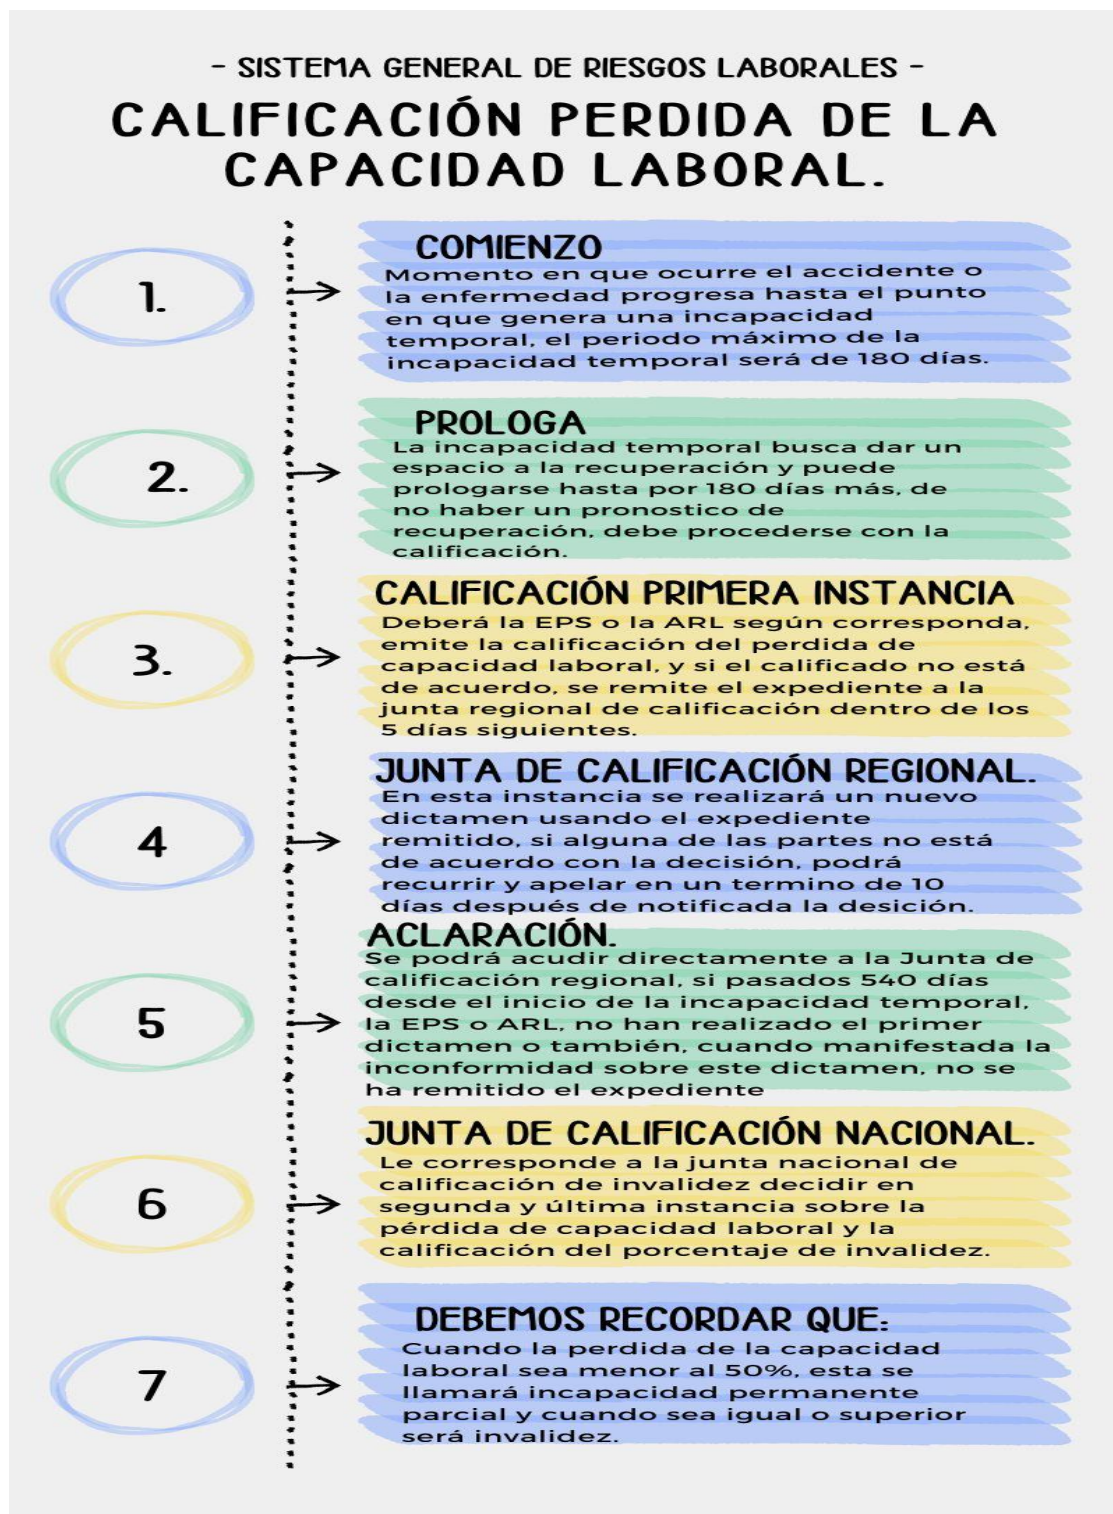 - SISTEMA GENERAL DE RIESGOS LABORALES -
CALIFICACIÓN PERDIDA DE LA
CAPACIDAD LABORAL.
1.
COMIENZO
Momento en que ocurre el accidente o
la enfermedad progresa hasta el punto
en que genera una incapacidad
temporal, el periodo máximo de la
incapacidad temporal será de 180 días.
2.
PROLOGA
La incapacidad temporal busca dar un
espacio a la recuperación y puede
prologarse hasta por 180 días más, de
no haber un pronostico de
recuperación, debe procederse con la
calificación.
3.
CALIFICACIÓN PRIMERA INSTANCIA
Deberá la EPS o la ARL según corresponda,
emite la calificación del perdida de
capacidad laboral, y si el calificado no está
de acuerdo, se remite el expediente a la
junta regional de calificación dentro de los
5 días siguientes.
4
JUNTA DE CALIFICACIÓN REGIONAL.
En esta instancia se realizará un nuevo
dictamen usando el expediente
remitido, si alguna de las partes no está
de acuerdo con la decisión, podrá
recurrir y apelar en un termino de 10
días después de notificada la desición.
5
ACLARACIÓN.
Se podrá acudir directamente a la Junta de
calificación regional, si pasados 540 días
desde el inicio de la incapacidad temporal,
la EPS o ARL, no han realizado el primer
dictamen o también, cuando manifestada la
inconformidad sobre este dictamen, no se
ha remitido el expediente
6
JUNTA DE CALIFICACIÓN NACIONAL.
Le corresponde a la junta nacional de
calificación de invalidez decidir en
segunda y última instancia sobre la
pérdida de capacidad laboral y la
calificación del porcentaje de invalidez.
7
DEBEMOS RECORDAR QUE:
Cuando la perdida de la capacidad
laboral sea menor al 50%, esta se
llamará incapacidad permanente
parcial y cuando sea igual o superior
será invalidez.